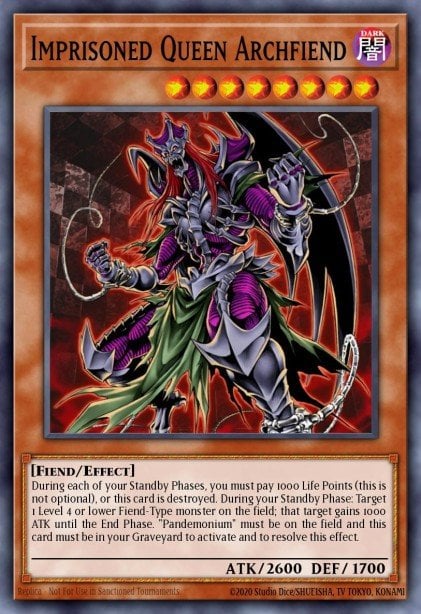 Imprisoned Queen Archfiend
DARK
闇
[Fiend/Effect]
During each of your Standby Phases, you must pay 1000 Life Points (this
is not optional), or this card is destroyed. During your Standby Phase: Target
1 Level 4 or lower Fiend-Type monster on the field; that target gains 1000
ATK until the End Phase. "Pandemonium" must be on the field and this
card must be in your Graveyard to activate and to resolve this effect.
ATK/2600 DEF/1700
Replica - Not For Use in Sanctioned Tournaments ©2020 Studio Dice/SHUEISHA, TV TOKYO, KONAMI